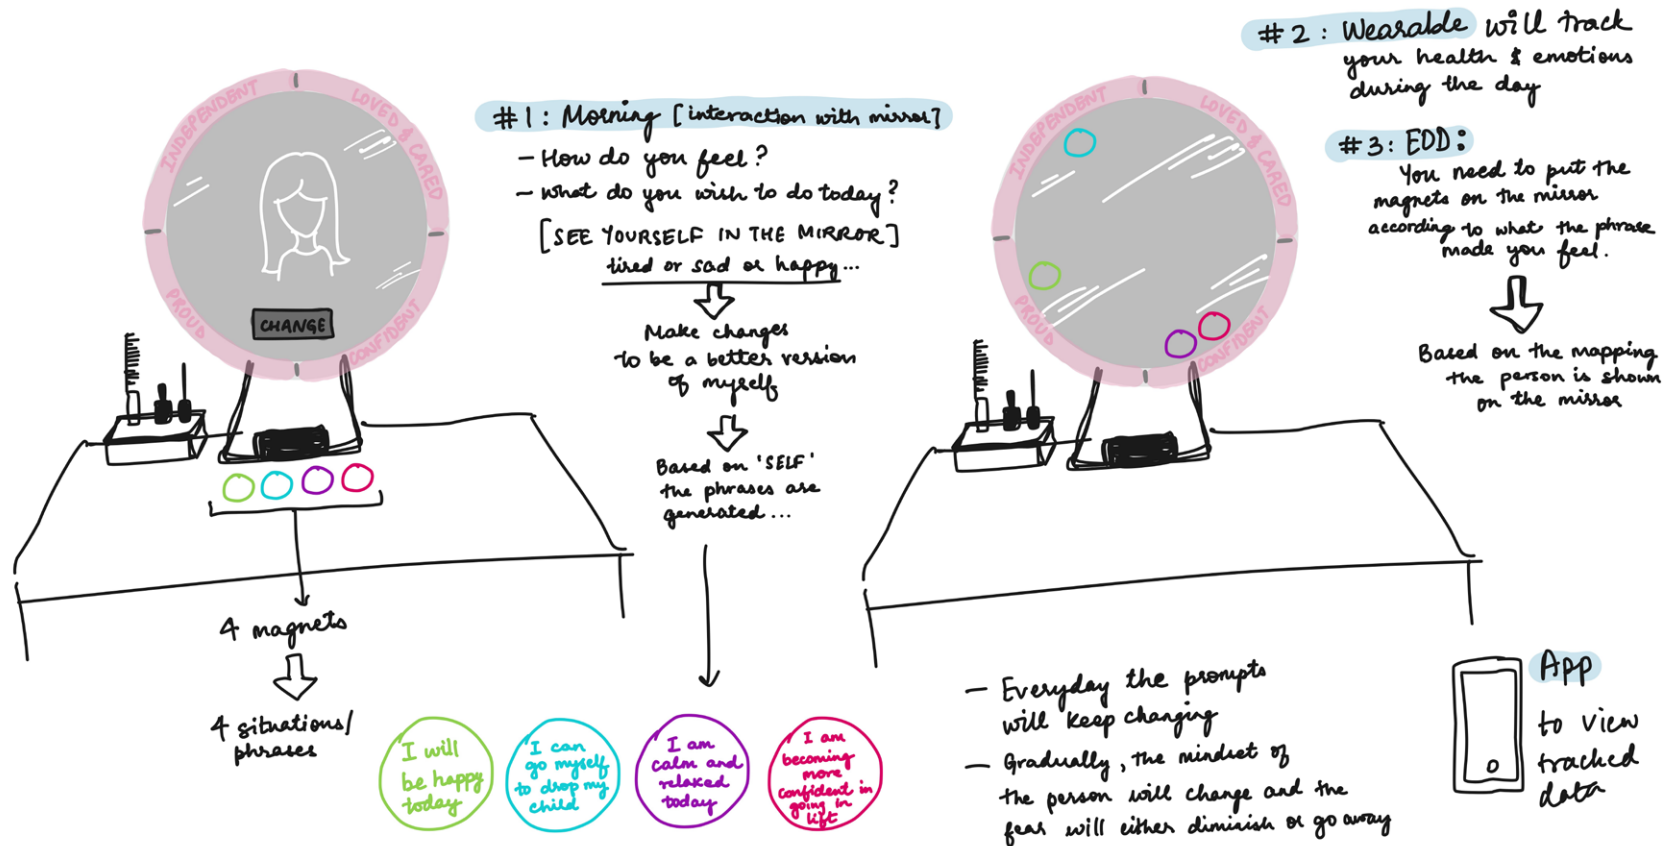 INDEPENDENT
LOVED & CARED
PROUD
CONFIDENT
CHANGE
4 magnets
4 situations/
phrases
#1: Morning [interaction with mirror]
- How do you feel?
- What do you wish to do today?
[SEE YOURSELF IN THE MIRROR]
tired or sad or happy...
Make changes
to be a better version
of myself
Based on 'SELF'
the phrases are
generated...
I will
be happy
today
I can
go myself
to drop my
child
I am
calm and
relaxed
today
I am
becoming
more
confident in
going in
lift
INDEPENDENT
LOVED & CARED
PROUD
CONFIDENT
#2: Wearable will track
your health & emotions
during the day
#3: EOD:
You need to put the
magnets on the mirror
according to what the phrase
made you feel.
Based on the mapping
the person is shown
on the mirror
- Everyday the prompts
will keep changing
- Gradually, the mindset of
the person will change and the
fear will either diminish or go away
App
to view
tracked
data